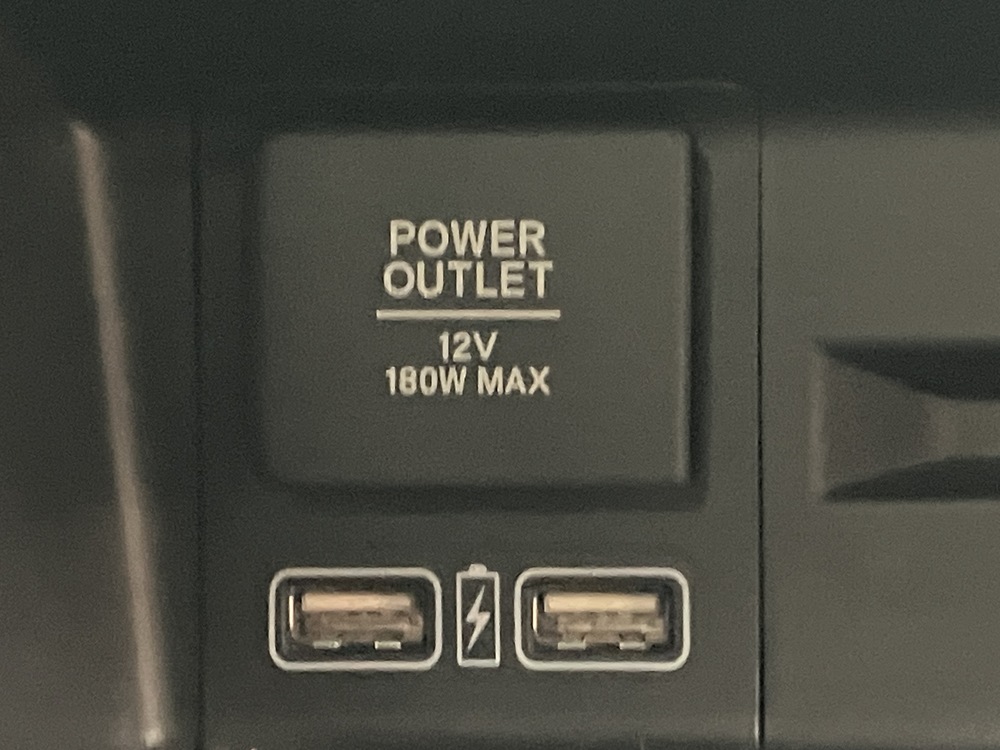 POWER
OUTLET
12V
180W MAX